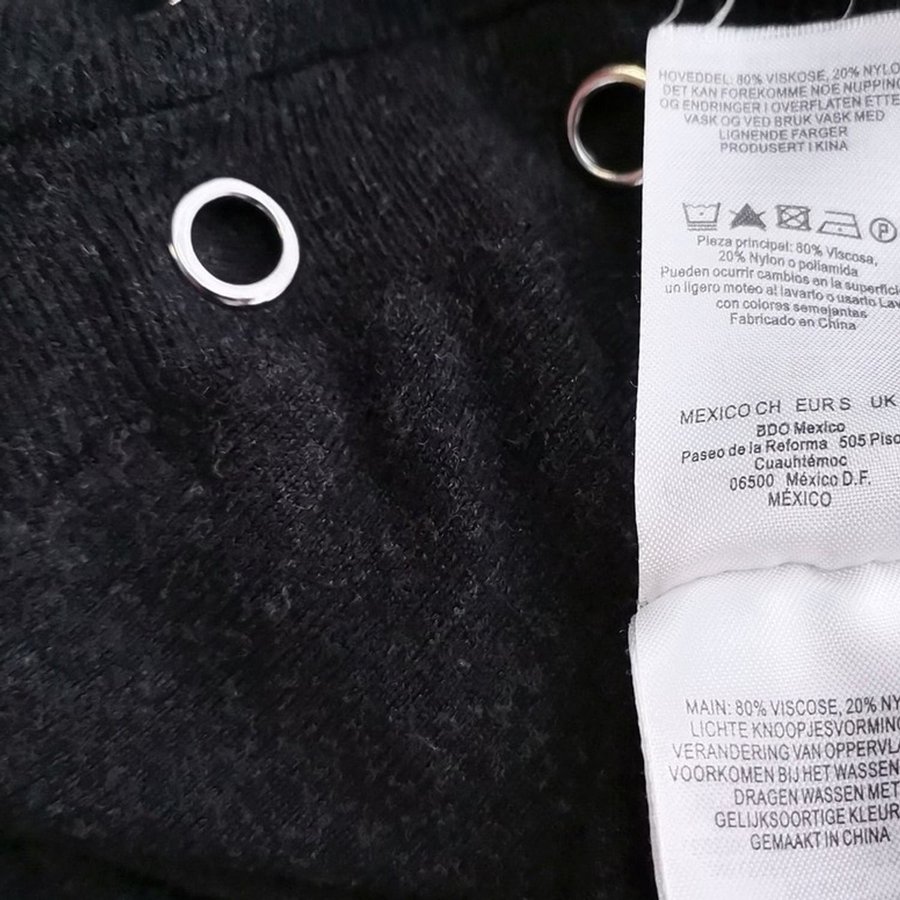 HOVEDDEL: 80% VISKOSE, 20% NYLO
DET KAN FOREKOMME NOE NUPPING
OG ENDRINGER I OVERFLATEN ETTE
VASK OG VED BRUK VASK MED
LIGNENDE FARGER
PRODUSERT I KINA
P
Pieza principal: 80% Viscosa,
20% Nylon o poliamida
Pueden ocurrir cambios en la superfici
un ligero moteo al lavarlo o usarlo Lav
con colores semejantes
Fabricado en China
MEXICO CH EUR S UK
BDO Mexico
Paseo de la Reforma 505 Piso
Cuauhtémoc
06500 México D.F.
MÉXICO
MAIN: 80% VISCOSE, 20% NY
LICHTE KNOOPJESVORMING
VERANDERING VAN OPPERVLA
VOORKOMEN BIJ HET WASSEN
DRAGEN WASSEN MET
GELIJKSOORTIGE KLEUR
GEMAAKT IN CHINA